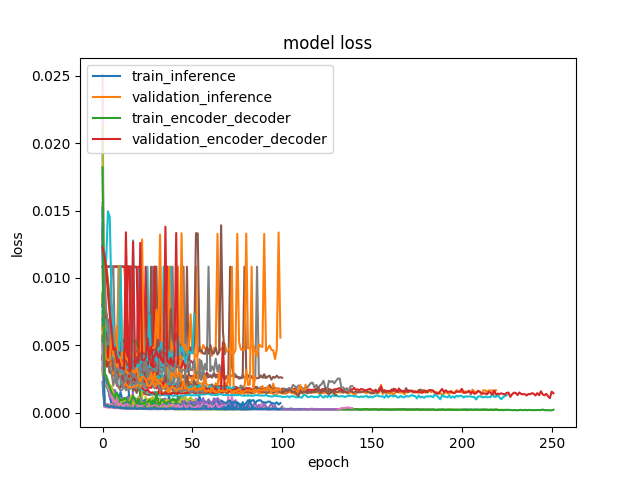 model loss
train_inference
validation_inference
train_encoder_decoder
validation_encoder_decoder
0.025
0.020
0.015
0.010
0.005
0.000
loss
0 50 100 150 200 250
epoch